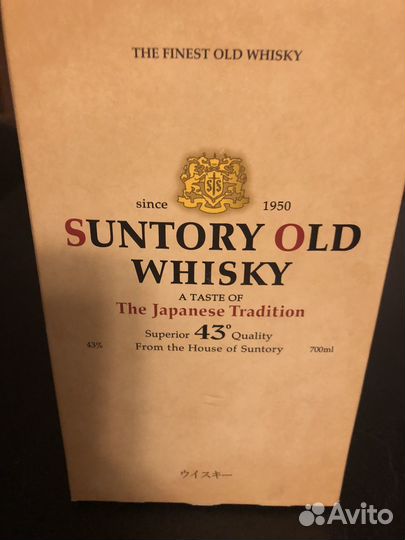 THE FINEST OLD WHISKY
since 1950
SUNTORY OLD
WHISKY
A TASTE OF
The Japanese Tradition
Superior 43° Quality
43% From the House of Suntory 700ml
ウイスキー
Avito